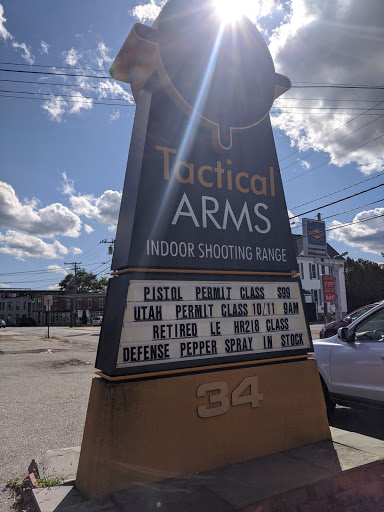 Tactical
ARMS
INDOOR SHOOTING RANGE
PISTOL PERMIT CLASS $99
UTAH PERMIT CLASS 10/11 9AM
RETIRED LE HR218 CLASS
DEFENSE PEPPER SPRAY IN STOCK
34